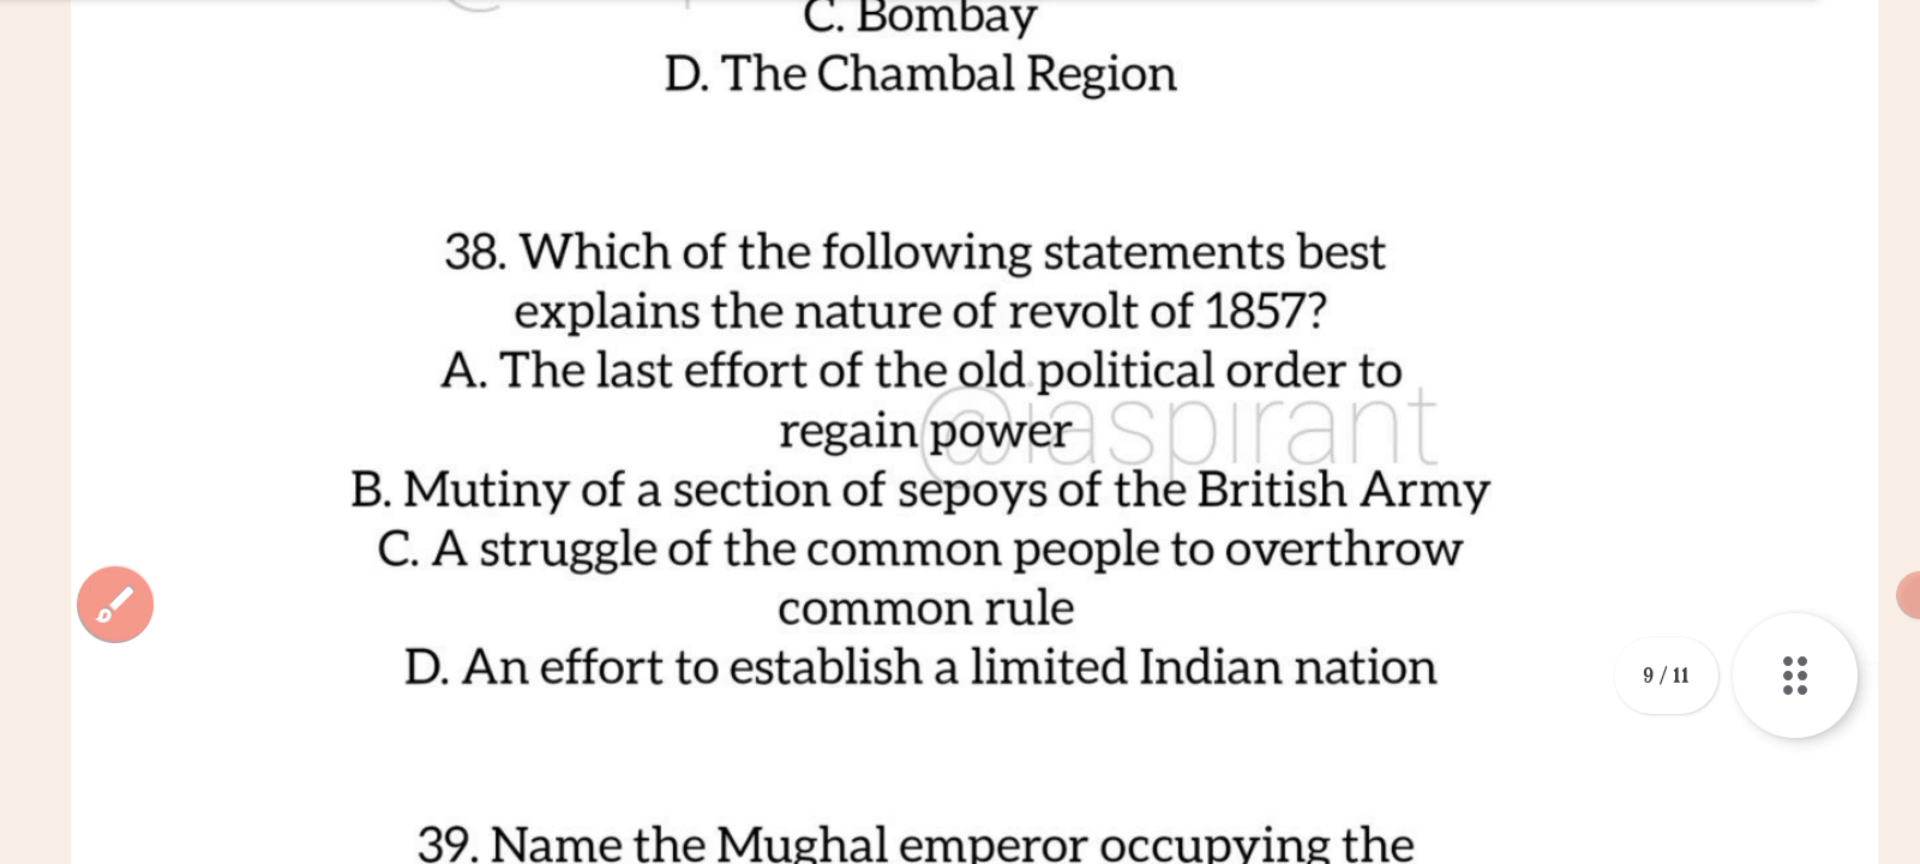 C. Bombay
D. The Chambal Region
38. Which of the following statements best
explains the nature of revolt of 1857?
A. The last effort of the old political order to
regain power
@iaspirant
B. Mutiny of a section of sepoys of the British Army
C. A struggle of the common people to overthrow
common rule
D. An effort to establish a limited Indian nation
9 / 11
39. Name the Mughal emperor occupying the